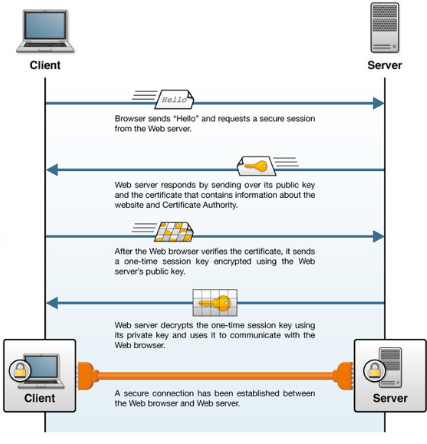 Client
Server
Hello
Browser sends “Hello” and requests a secure session
from the Web server.
Web server responds by sending over its public key
and the certificate that contains information about the
website and Certificate Authority.
After the Web browser verifies the certificate, it sends
a one-time session key encrypted using the Web
server's public key.
Web server decrypts the one-time session key using
its private key and uses it to communicate with the
Web browser.
Client
Server
A secure connection has been established between
the Web browser and Web server.